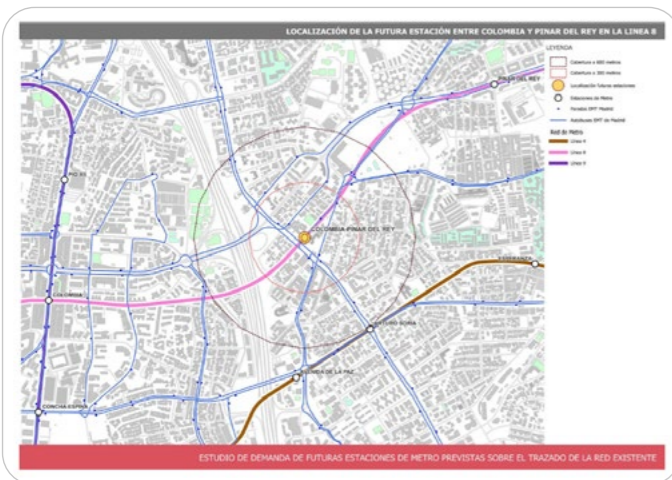 LOCALIZACIÓN DE LA FUTURA ESTACIÓN ENTRE COLOMBIA Y PINAR DEL REY EN LA LINEA 8
LEYENDA
Cobertura a 600 metros
Cobertura a 300 metros
Localización futuras estaciones
Estaciones de Metro
Paradas EMT Madrid
Autobuses EMT de Madrid
Red de Metro
Línea 4
Línea 8
Línea 9
PINAR DEL REY
PIO XII
COLOMBIA-PINAR DEL REY
ESPERANZA
COLOMBIA
ARTURO SORIA
AVENIDA DE LA PAZ
CONCHA ESPINA
ESTUDIO DE DEMANDA DE FUTURAS ESTACIONES DE METRO PREVISTAS SOBRE EL TRAZADO DE LA RED EXISTENTE